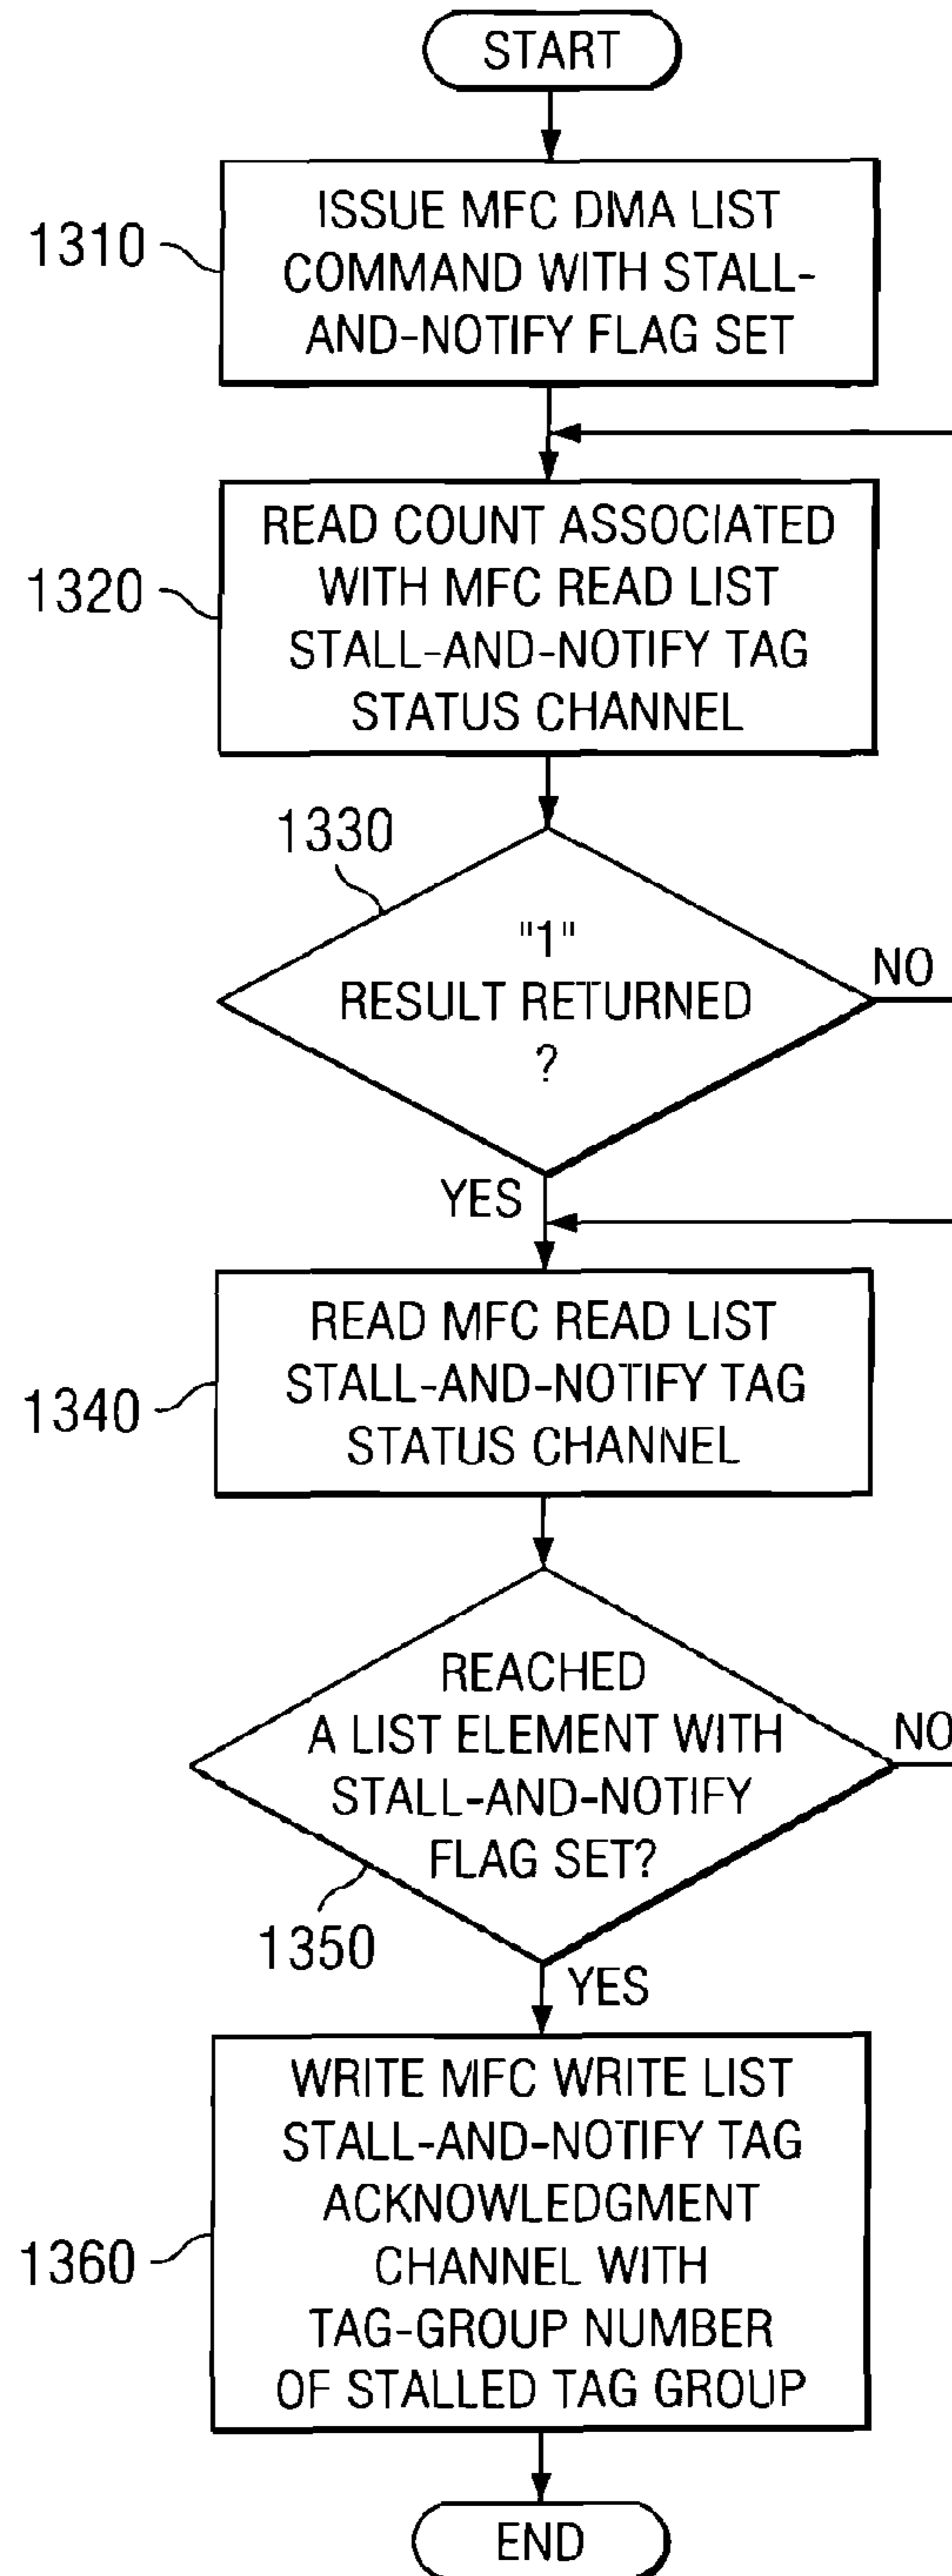 START
1310
ISSUE MFC DMA LIST
COMMAND WITH STALL-
AND-NOTIFY FLAG SET
1320
READ COUNT ASSOCIATED
WITH MFC READ LIST
STALL-AND-NOTIFY TAG
STATUS CHANNEL
1330
"1"
RESULT RETURNED
?
NO
YES
1340
READ MFC READ LIST
STALL-AND-NOTIFY TAG
STATUS CHANNEL
REACHED
A LIST ELEMENT WITH
STALL-AND-NOTIFY
FLAG SET?
NO
1350
YES
1360
WRITE MFC WRITE LIST
STALL-AND-NOTIFY TAG
ACKNOWLEDGMENT
CHANNEL WITH
TAG-GROUP NUMBER
OF STALLED TAG GROUP
END